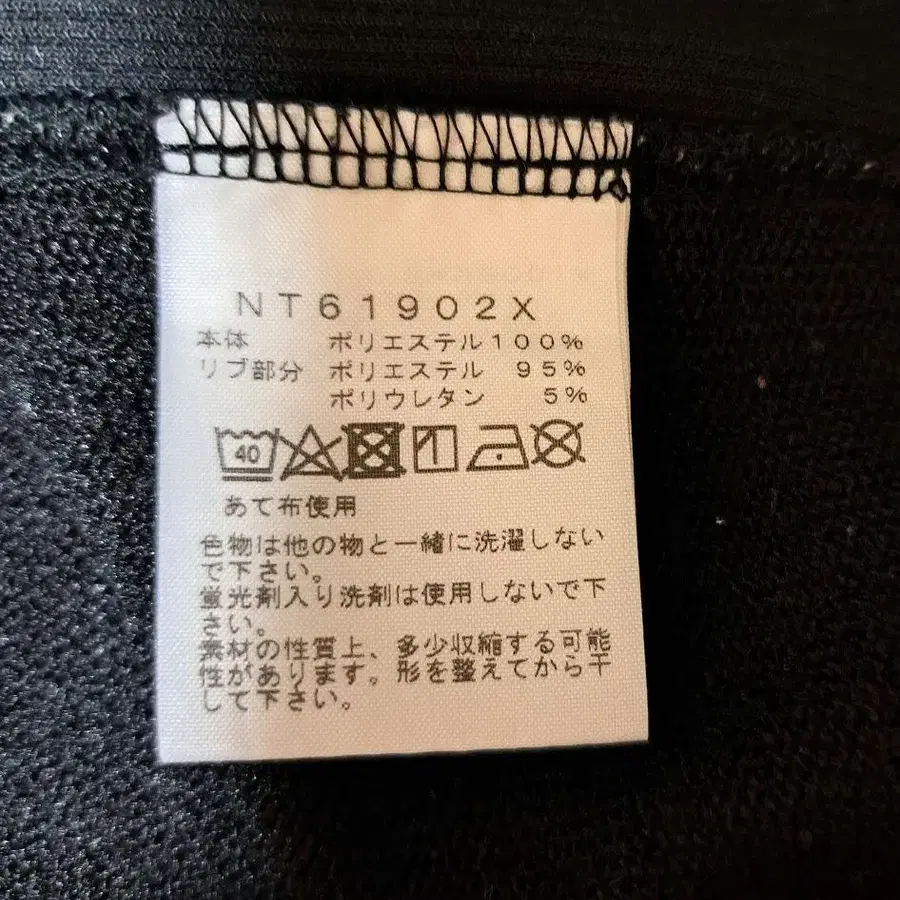 NT61902X
本体 ポリエステル100%
リブ部分 ポリエステル 95%
ポリウレタン 5%
40
あて布使用
色物は他の物と一緒に洗濯しない
で下さい。
蛍光剤入り洗剤は使用しないで下
さい。
素材の性質上、多少収縮する可能
性があります。形を整えてから干
して下さい。